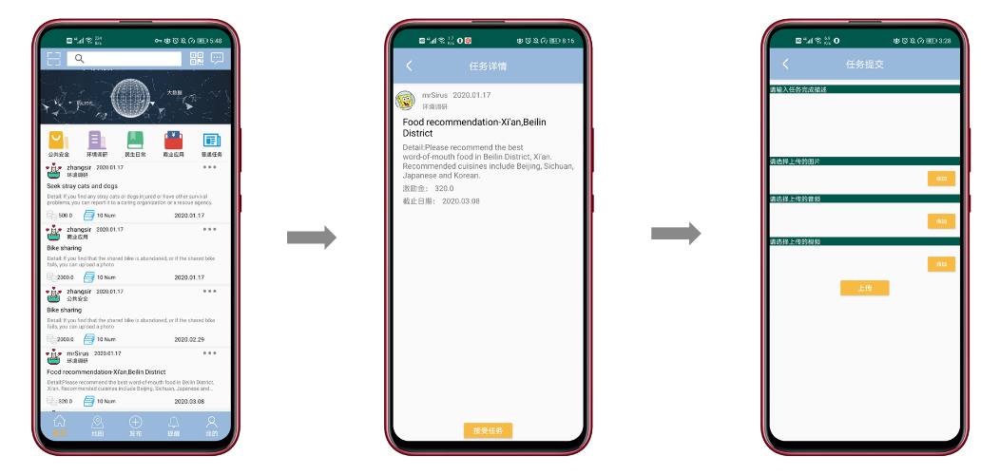 5:48
大数据
公共安全
环境调研
民生日常
商业应用
普通任务
zhangsir 2020.01.17
环境调研
Seek stray cats and dogs
Detail: If you find any stray cats or dogs injured or have other survival
problems, you can report it to a caring organization or a rescue agency.
500.0 10 Num 2020.01.17
zhangsir 2020.01.17
商业应用
Bike sharing
Detail: If you find that the shared bike is abandoned, or if the shared bike
fails, you can upload a photo
2000.0 10 Num 2020.01.17
zhangsir 2020.01.17
公共安全
Bike sharing
Detail: If you find that the shared bike is abandoned, or if the shared bike
fails, you can upload a photo
2000.0 10 Num 2020.02.29
mrSirus 2020.01.17
环境调研
Food recommendation-Xi'an,Beilin District
Detail:Please recommend the best word-of-mouth food in Beilin District,
Xi'an. Recommended cuisines include Beijing, Sichuan, Japanese and...
320.0 10 Num 2020.03.08
地图
发布
提醒
我的
8:15
任务详情
mrSirus 2020.01.17
环境调研
Food recommendation-Xi'an,Beilin
District
Detail:Please recommend the best
word-of-mouth food in Beilin District, Xi'an.
Recommended cuisines include Beijing, Sichuan,
Japanese and Korean.
激励金: 320.0
截止日期: 2020.03.08
接受任务
3:28
任务提交
请输入任务完成描述
请选择上传的图片
添加
请选择上传的音频
添加
请选择上传的视频
添加
上传